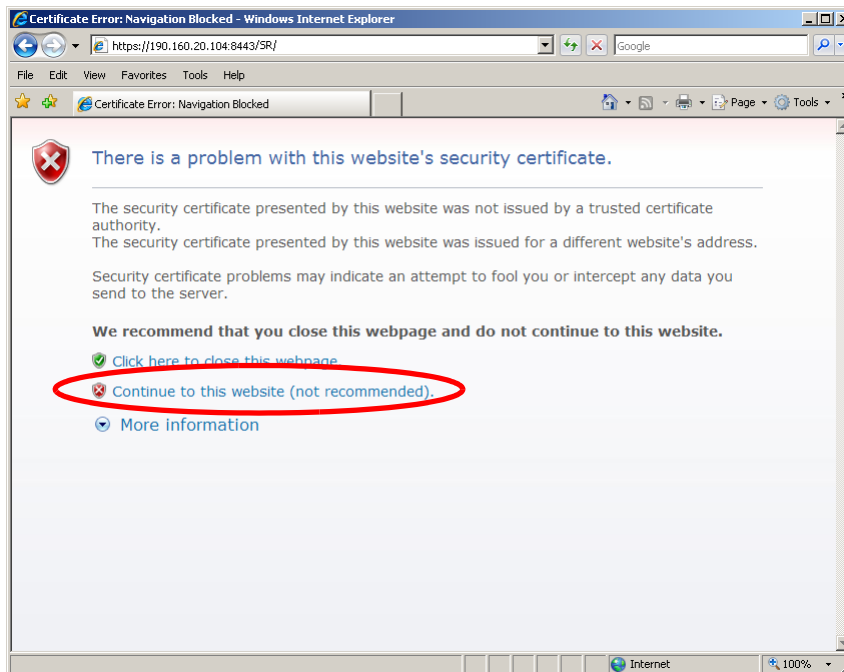 Certificate Error: Navigation Blocked - Windows Internet Explorer
https://190.160.20.104:8443/SR/
Google
File Edit View Favorites Tools Help
Certificate Error: Navigation Blocked
Page Tools
There is a problem with this website's security certificate.
The security certificate presented by this website was not issued by a trusted certificate
authority.
The security certificate presented by this website was issued for a different website's address.
Security certificate problems may indicate an attempt to fool you or intercept any data you
send to the server.
We recommend that you close this webpage and do not continue to this website.
Click here to close this webpage.
Continue to this website (not recommended).
More information
Internet 100%